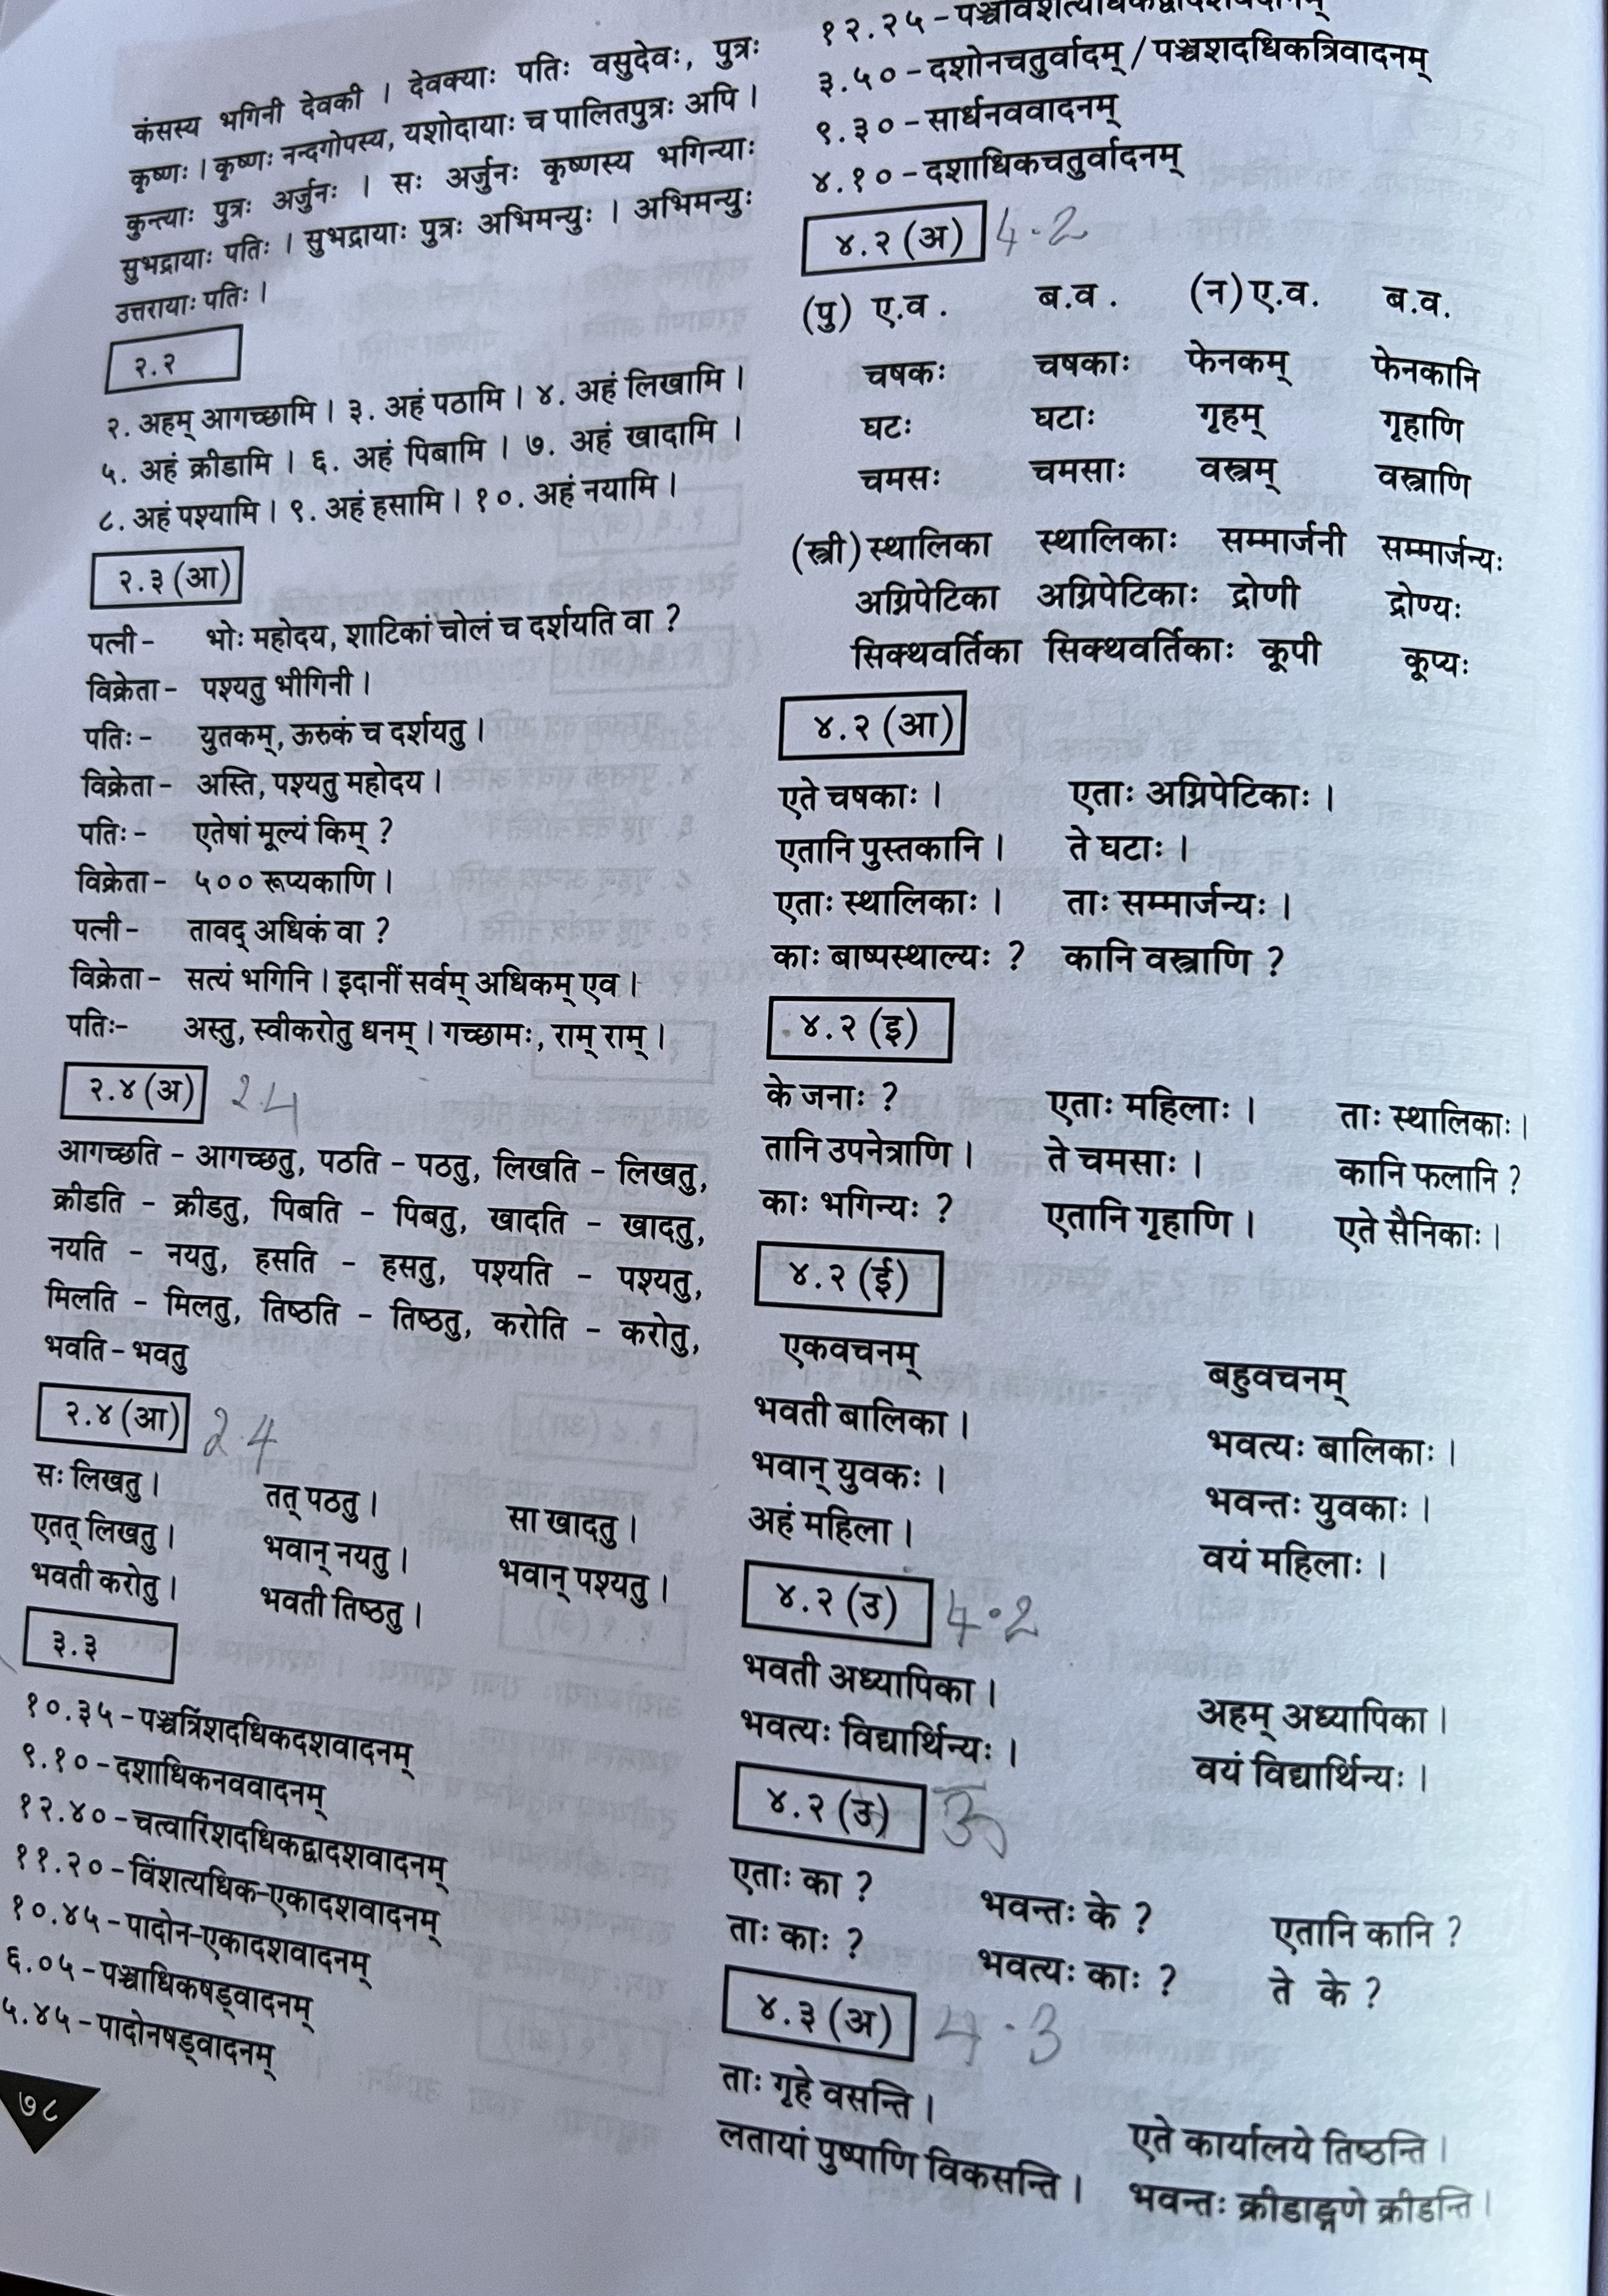 कंसस्य भगिनी देवकी । देवक्याः पतिः वसुदेवः, पुत्रः
कृष्णः । कृष्णः नन्दगोपस्य, यशोदायाः च पालितपुत्रः अपि ।
कुन्त्याः पुत्रः अर्जुनः । सः अर्जुनः कृष्णस्य भगिन्याः
सुभद्रायाः पतिः । सुभद्रायाः पुत्रः अभिमन्युः । अभिमन्युः
उत्तरायाः पतिः ।
२.२
२. अहम् आगच्छामि । ३. अहं पठामि । ४. अहं लिखामि ।
५. अहं क्रीडामि । ६. अहं पिबामि । ७. अहं खादामि ।
८. अहं पश्यामि । ९. अहं हसामि । १०. अहं नयामि ।
२.३ (आ)
पत्नी - भोः महोदय, शाटिकां चोलं च दर्शयति वा ?
विक्रेता - पश्यतु भीगिनी ।
पतिः - युतकम्, ऊरुकं च दर्शयतु ।
विक्रेता - अस्ति, पश्यतु महोदय ।
पतिः - एतेषां मूल्यं किम् ?
विक्रेता - ५०० रूप्यकाणि ।
पत्नी - तावद् अधिकं वा ?
विक्रेता - सत्यं भगिनि । इदानीं सर्वम् अधिकम् एव ।
पतिः- अस्तु, स्वीकरोतु धनम् । गच्छामः, राम् राम् ।
२.४ (अ) 2.4
आगच्छति - आगच्छतु, पठति - पठतु, लिखति - लिखतु,
क्रीडति - क्रीडतु, पिबति - पिबतु, खादति - खादतु,
नयति - नयतु, हसति - हसतु, पश्यति - पश्यतु,
मिलति - मिलतु, तिष्ठति - तिष्ठतु, करोति - करोतु,
भवति - भवतु
२.४ (आ) 2.4
सः लिखतु । तत् पठतु । सा खादतु ।
एतत् लिखतु । भवान् नयतु । भवान् पश्यतु ।
भवती करोतु । भवती तिष्ठतु ।
३.३
१०.३५ - पञ्चत्रिंशदधिकदशवादनम्
९.१० - दशाधिकनववादनम्
१२.४० - चत्वारिंशदधिकद्वादशवादनम्
११.२० - विंशत्यधिक-एकादशवादनम्
१०.४५ - पादोन-एकादशवादनम्
६.०५ - पञ्चाधिकषड्वादनम्
५.४५ - पादोनषड्वादनम्
७८
१२.२५ - पञ्चविंशत्यधिकद्वादशवादनम्
३.५० - दशोनचतुर्वादम् / पञ्चशदधिकत्रिवादनम्
९.३० - सार्धनववादनम्
४.१० - दशाधिकचतुर्वादनम्
४.२ (अ) 4.2
(पु) ए.व. ब.व. (न) ए.व. ब.व.
चषकः चषकाः फेनकम् फेनकानि
घटः घटाः गृहम् गृहाणि
चमसः चमसाः वस्त्रम् वस्त्राणि
(स्त्री) स्थालिका स्थालिकाः सम्मार्जनी सम्मार्जन्यः
अग्निपेटिका अग्निपेटिकाः द्रोणी द्रोण्यः
सिक्थवर्तिका सिक्थवर्तिकाः कूपी कूप्यः
४.२ (आ)
एते चषकाः । एताः अग्निपेटिकाः ।
एतानि पुस्तकानि । ते घटाः ।
एताः स्थालिकाः । ताः सम्मार्जन्यः ।
काः बाष्पस्थाल्यः ? कानि वस्त्राणि ?
४.२ (इ)
के जनाः ? एताः महिलाः । ताः स्थालिकाः ।
तानि उपनेत्राणि । ते चमसाः । कानि फलानि ?
काः भगिन्यः ? एतानि गृहाणि । एते सैनिकाः ।
४.२ (ई)
एकवचनम् बहुवचनम्
भवती बालिका । भवत्यः बालिकाः ।
भवान् युवकः । भवन्तः युवकाः ।
अहं महिला । वयं महिलाः ।
४.२ (उ) 4.2
भवती अध्यापिका । अहम् अध्यापिका ।
भवत्यः विद्यार्थिन्यः । वयं विद्यार्थिन्यः ।
४.२ (उ)
एताः का ? भवन्तः के ? एतानि कानि ?
ताः काः ? भवत्यः काः ? ते के ?
४.३ (अ) 4.3
ताः गृहे वसन्ति । एते कार्यालये तिष्ठन्ति ।
लतायां पुष्पाणि विकसन्ति । भवन्तः क्रीडाङ्गणे क्रीडन्ति ।